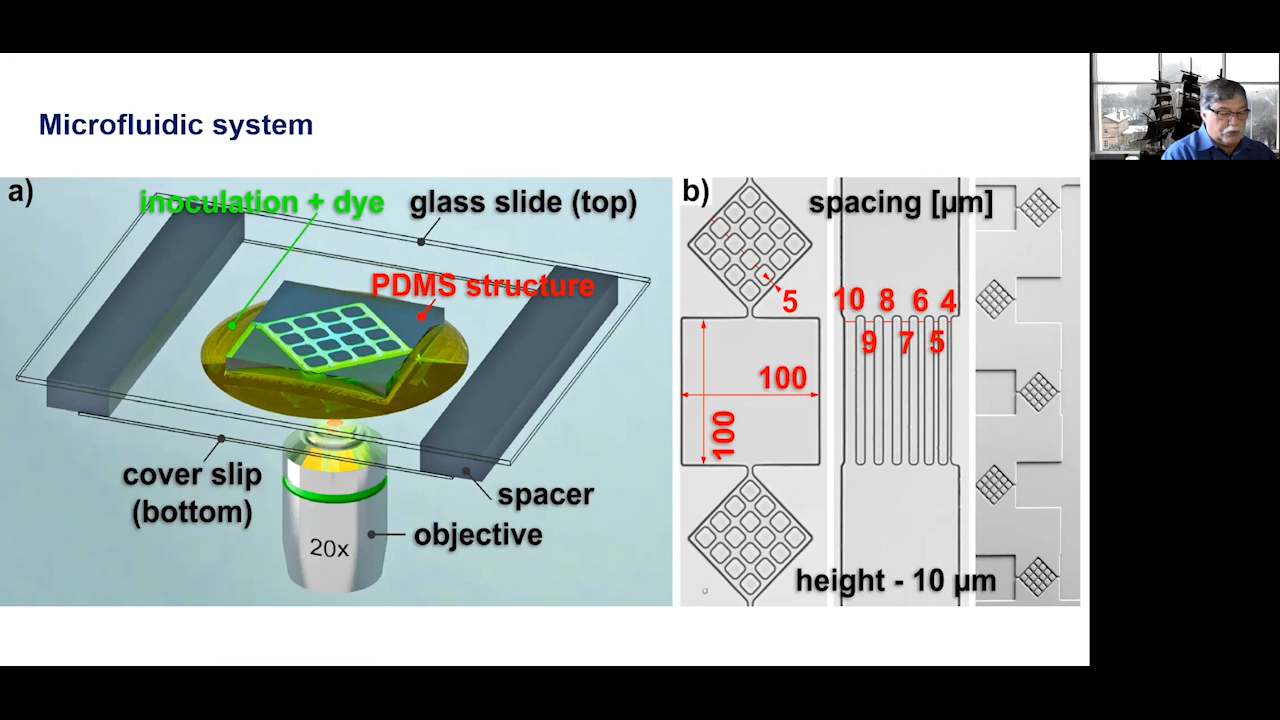 Microfluidic system
a)
inoculation + dye
glass slide (top)
PDMS structure
cover slip
(bottom)
spacer
objective
20x
b)
spacing [µm]
5
100
100
10 8 6 4
9 7 5
height - 10 µm